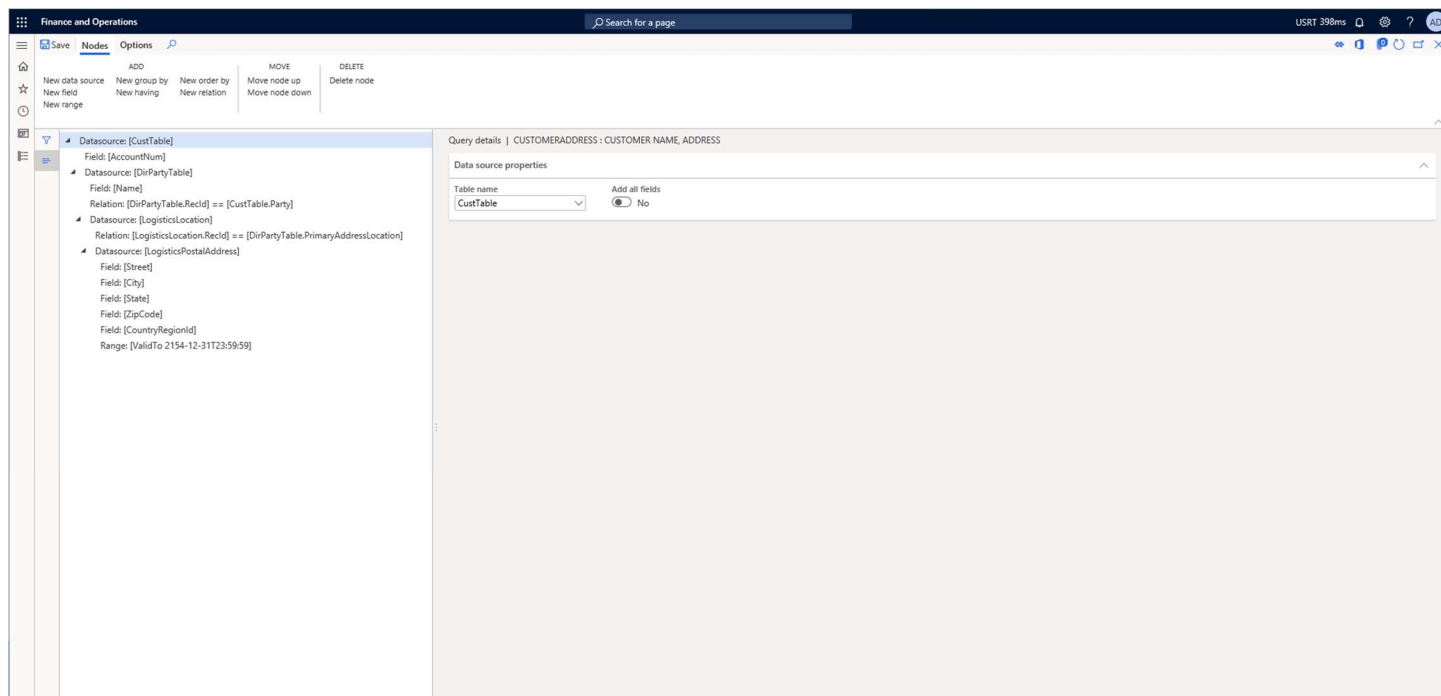 Finance and Operations
Search for a page
USRT 398ms
?
AD
Save Nodes Options
ADD MOVE DELETE
New data source New group by New order by Move node up Delete node
New field New having New relation Move node down
New range
Datasource: [CustTable]
Field: [AccountNum]
Datasource: [DirPartyTable]
Field: [Name]
Relation: [DirPartyTable.RecId] == [CustTable.Party]
Datasource: [LogisticsLocation]
Relation: [LogisticsLocation.RecId] == [DirPartyTable.PrimaryAddressLocation]
Datasource: [LogisticsPostalAddress]
Field: [Street]
Field: [City]
Field: [State]
Field: [ZipCode]
Field: [CountryRegionId]
Range: [ValidTo 2154-12-31T23:59:59]
Query details | CUSTOMERADDRESS : CUSTOMER NAME, ADDRESS
Data source properties
Table name Add all fields
CustTable No
0